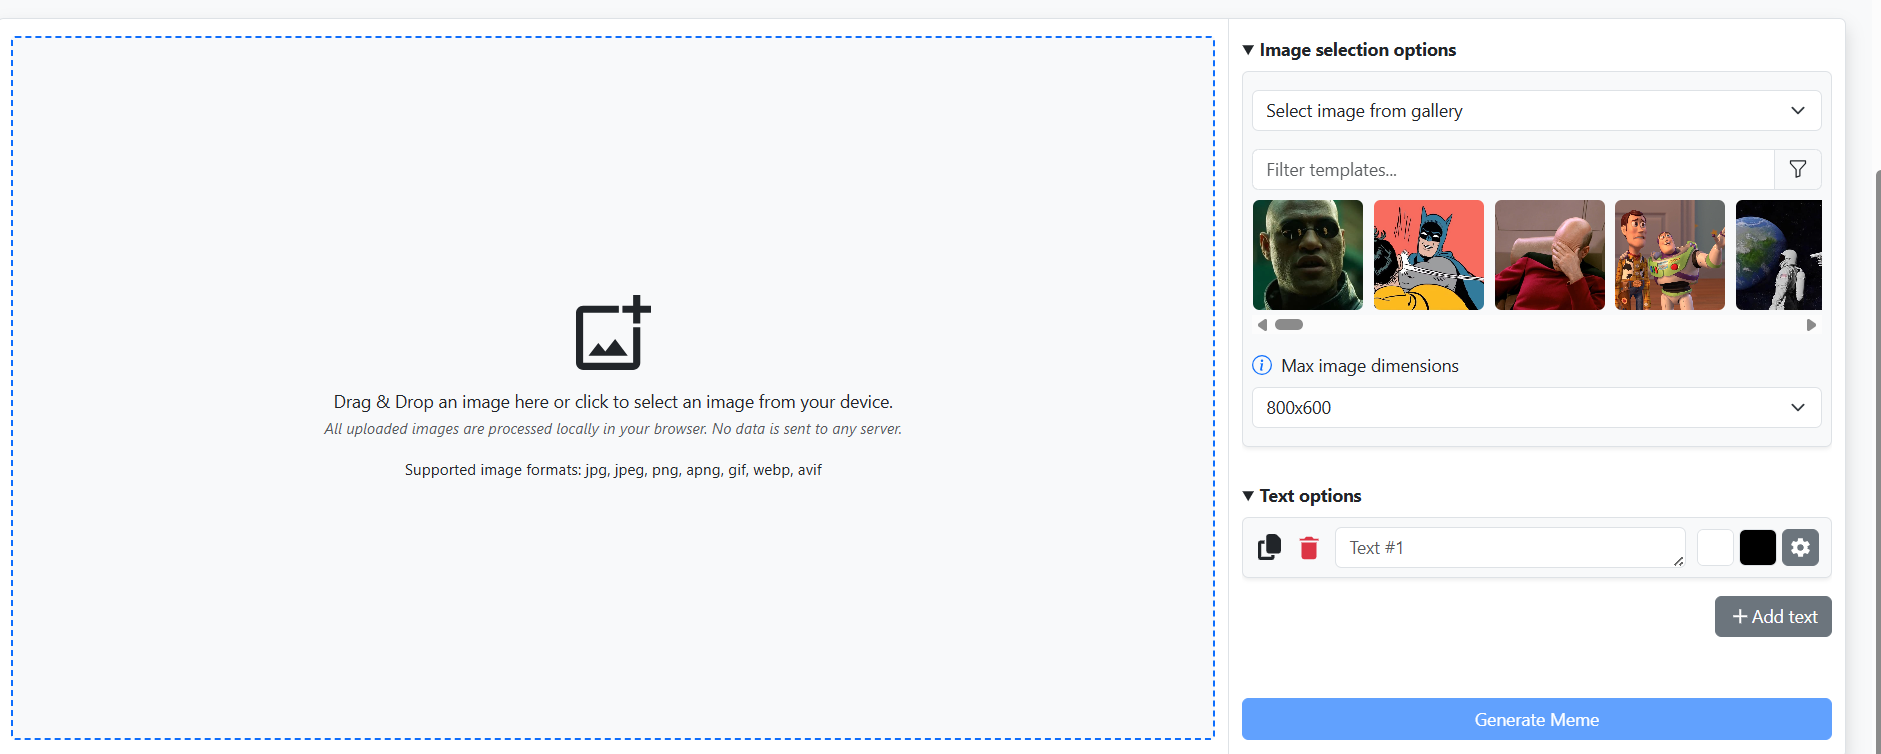 Drag & Drop an image here or click to select an image from your device.
All uploaded images are processed locally in your browser. No data is sent to any server.
Supported image formats: jpg, jpeg, png, apng, gif, webp, avif
Image selection options
Select image from gallery
Filter templates...
Max image dimensions
800x600
Text options
Text #1
Add text
Generate Meme